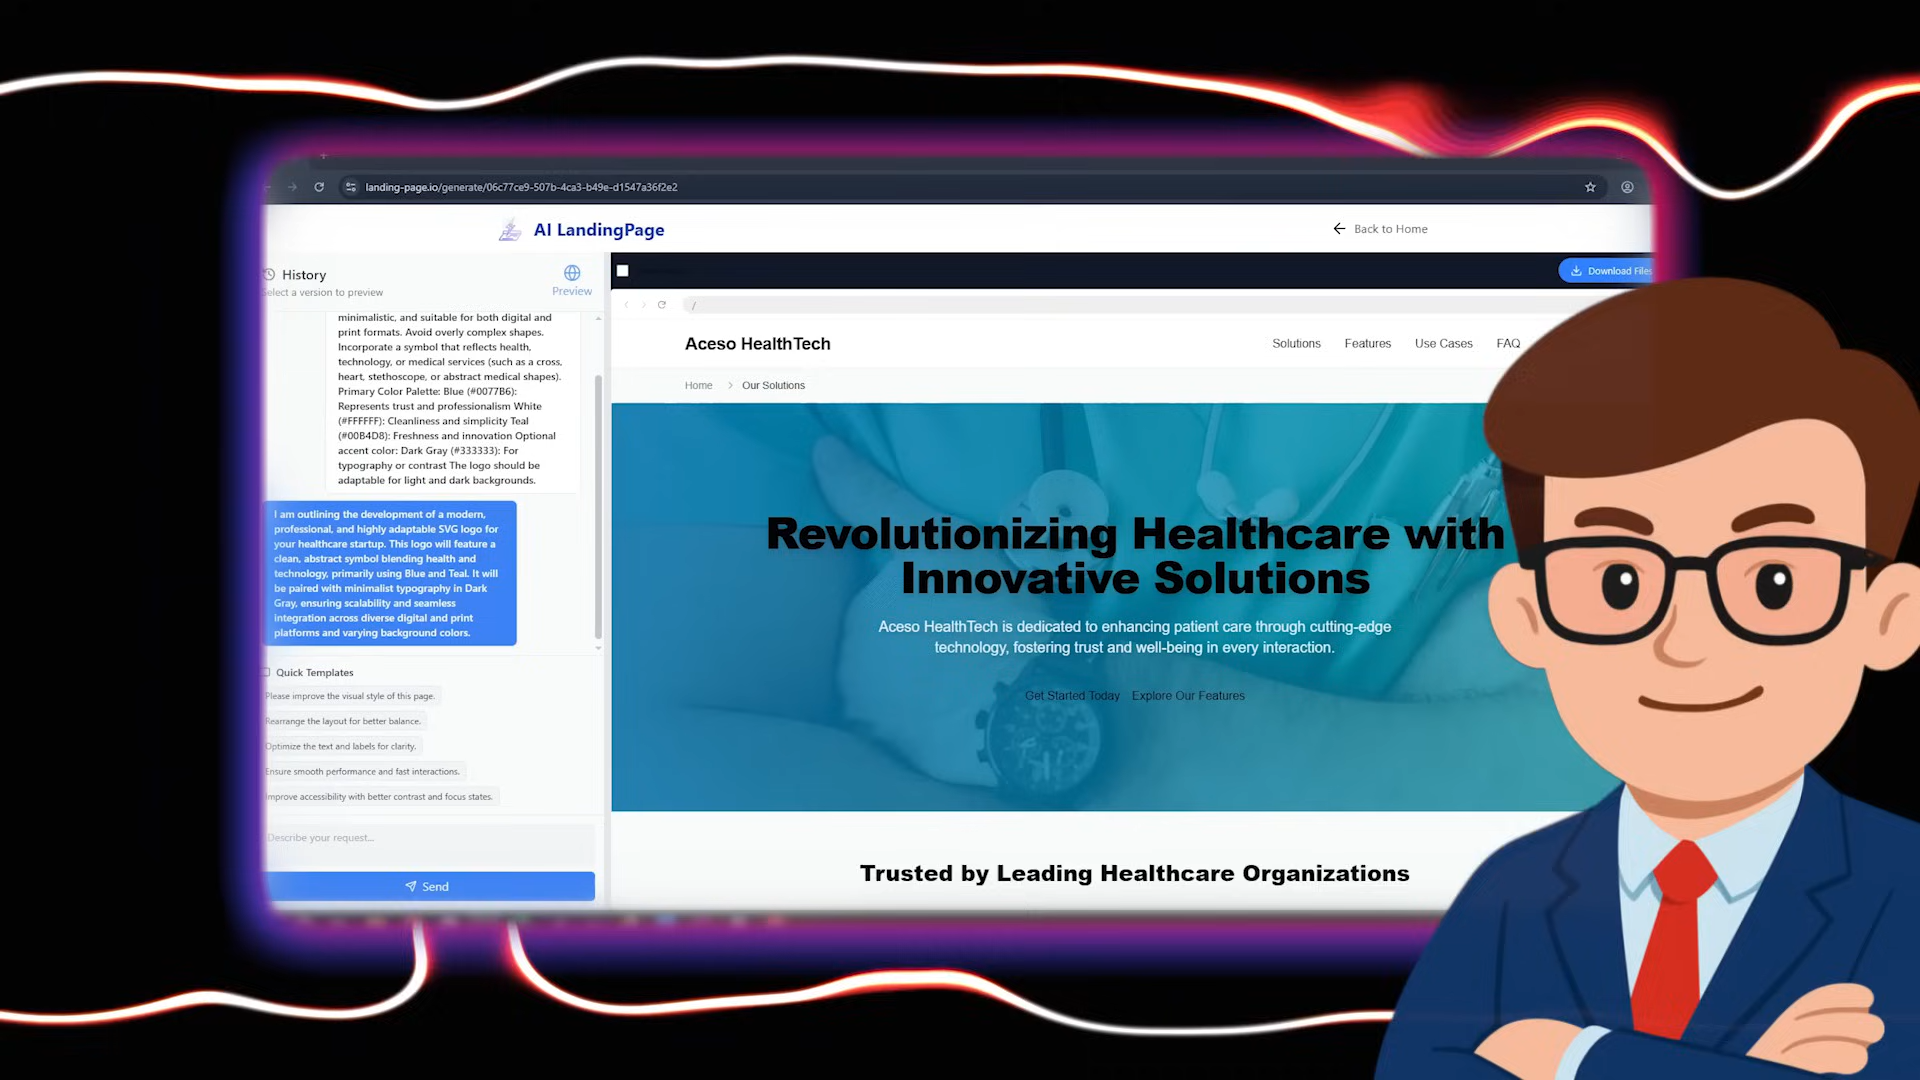 landing-page.io/generate/06c77ce9-507b-4ca3-b49e-d1547a36f2e2
AI LandingPage
Back to Home
History
Select a version to preview
Preview
minimalistic, and suitable for both digital and
print formats. Avoid overly complex shapes.
Incorporate a symbol that reflects health,
technology, or medical services (such as a cross,
heart, stethoscope, or abstract medical shapes).
Primary Color Palette: Blue (#0077B6):
Represents trust and professionalism White
(#FFFFFF): Cleanliness and simplicity Teal
(#00B4D8): Freshness and innovation Optional
accent color: Dark Gray (#333333): For
typography or contrast The logo should be
adaptable for light and dark backgrounds.
I am outlining the development of a modern,
professional, and highly adaptable SVG logo for
your healthcare startup. This logo will feature a
clean, abstract symbol blending health and
technology, primarily using Blue and Teal. It will
be paired with minimalist typography in Dark
Gray, ensuring scalability and seamless
integration across diverse digital and print
platforms and varying background colors.
Quick Templates
Please improve the visual style of this page.
Rearrange the layout for better balance.
Optimize the text and labels for clarity.
Ensure smooth performance and fast interactions.
Improve accessibility with better contrast and focus states.
Describe your request...
Send
Download Files
/
Aceso HealthTech
Solutions
Features
Use Cases
FAQ
Home
Our Solutions
Revolutionizing Healthcare with
Innovative Solutions
Aceso HealthTech is dedicated to enhancing patient care through cutting-edge
technology, fostering trust and well-being in every interaction.
Get Started Today
Explore Our Features
Trusted by Leading Healthcare Organizations